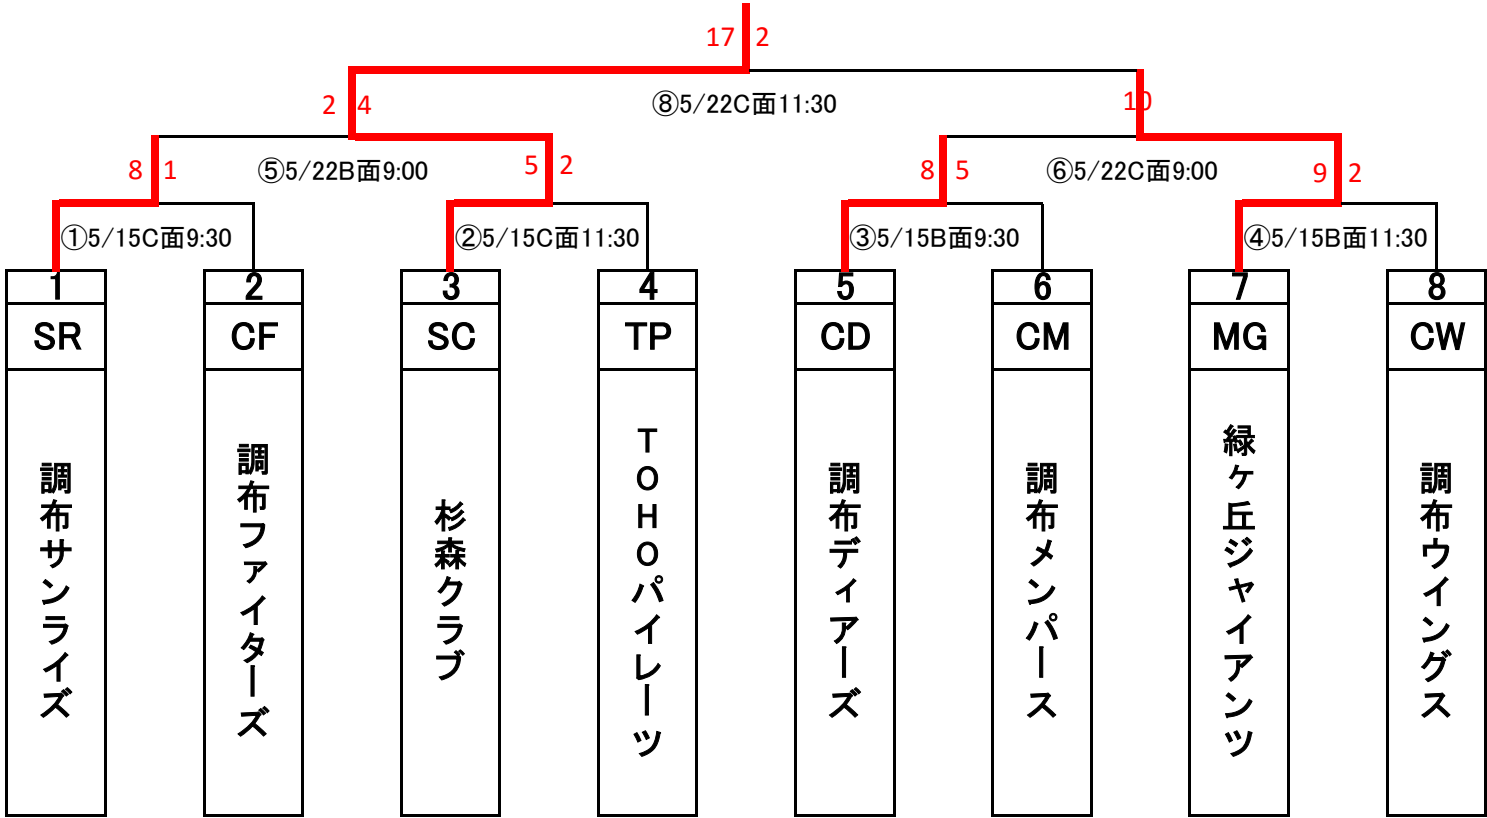 17 2
2 4 ⑧5/22C面11:30 10
8 1 ⑤5/22B面9:00 5 2 8 5 ⑥5/22C面9:00 9 2
①5/15C面9:30 ②5/15C面11:30 ③5/15B面9:30 ④5/15B面11:30
1 2 3 4 5 6 7 8
SR CF SC TP CD CM MG CW
調布サンライズ
調布ファイターズ
杉森クラブ
TOHOパイレーツ
調布ディアーズ
調布メンパース
緑ヶ丘ジャイアンツ
調布ウイングス